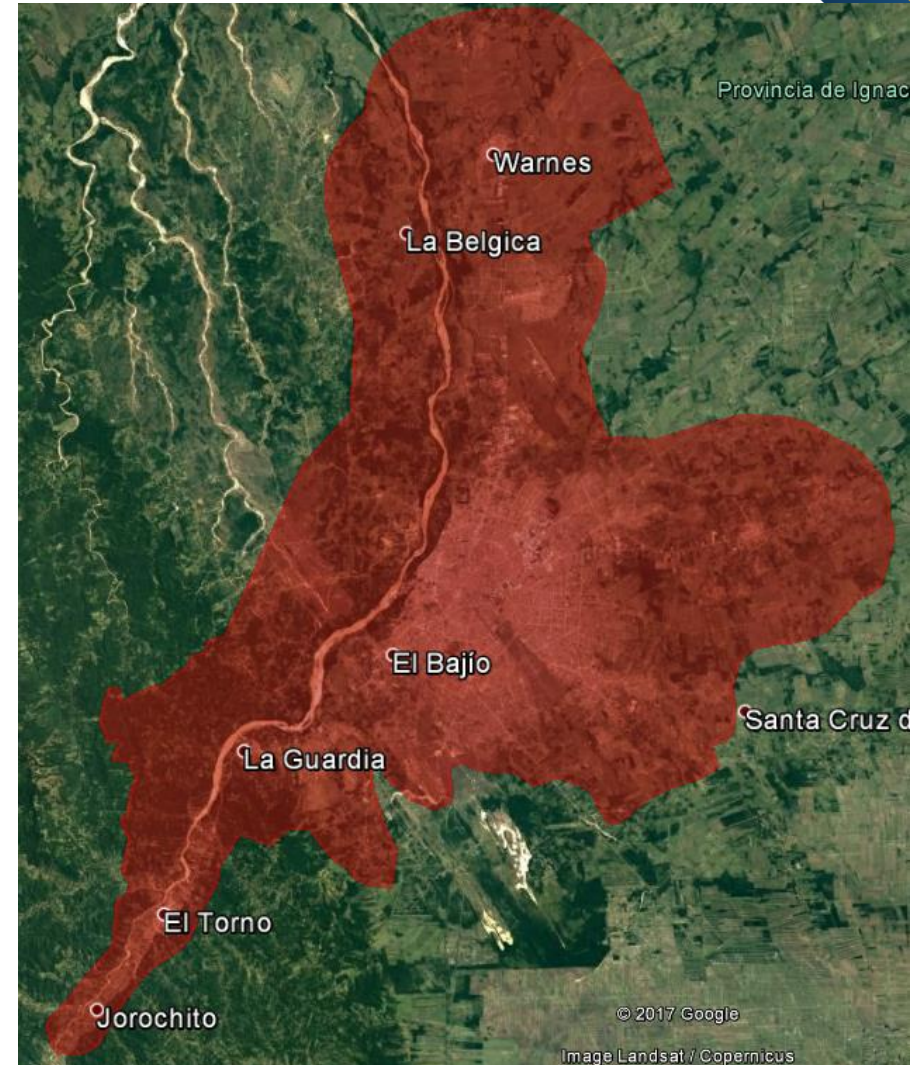 Provincia de Ignac
Warnes
La Belgica
El Bajío
Santa Cruz d
La Guardia
El Torno
Jorochito
© 2017 Google
Image Landsat / Copernicus